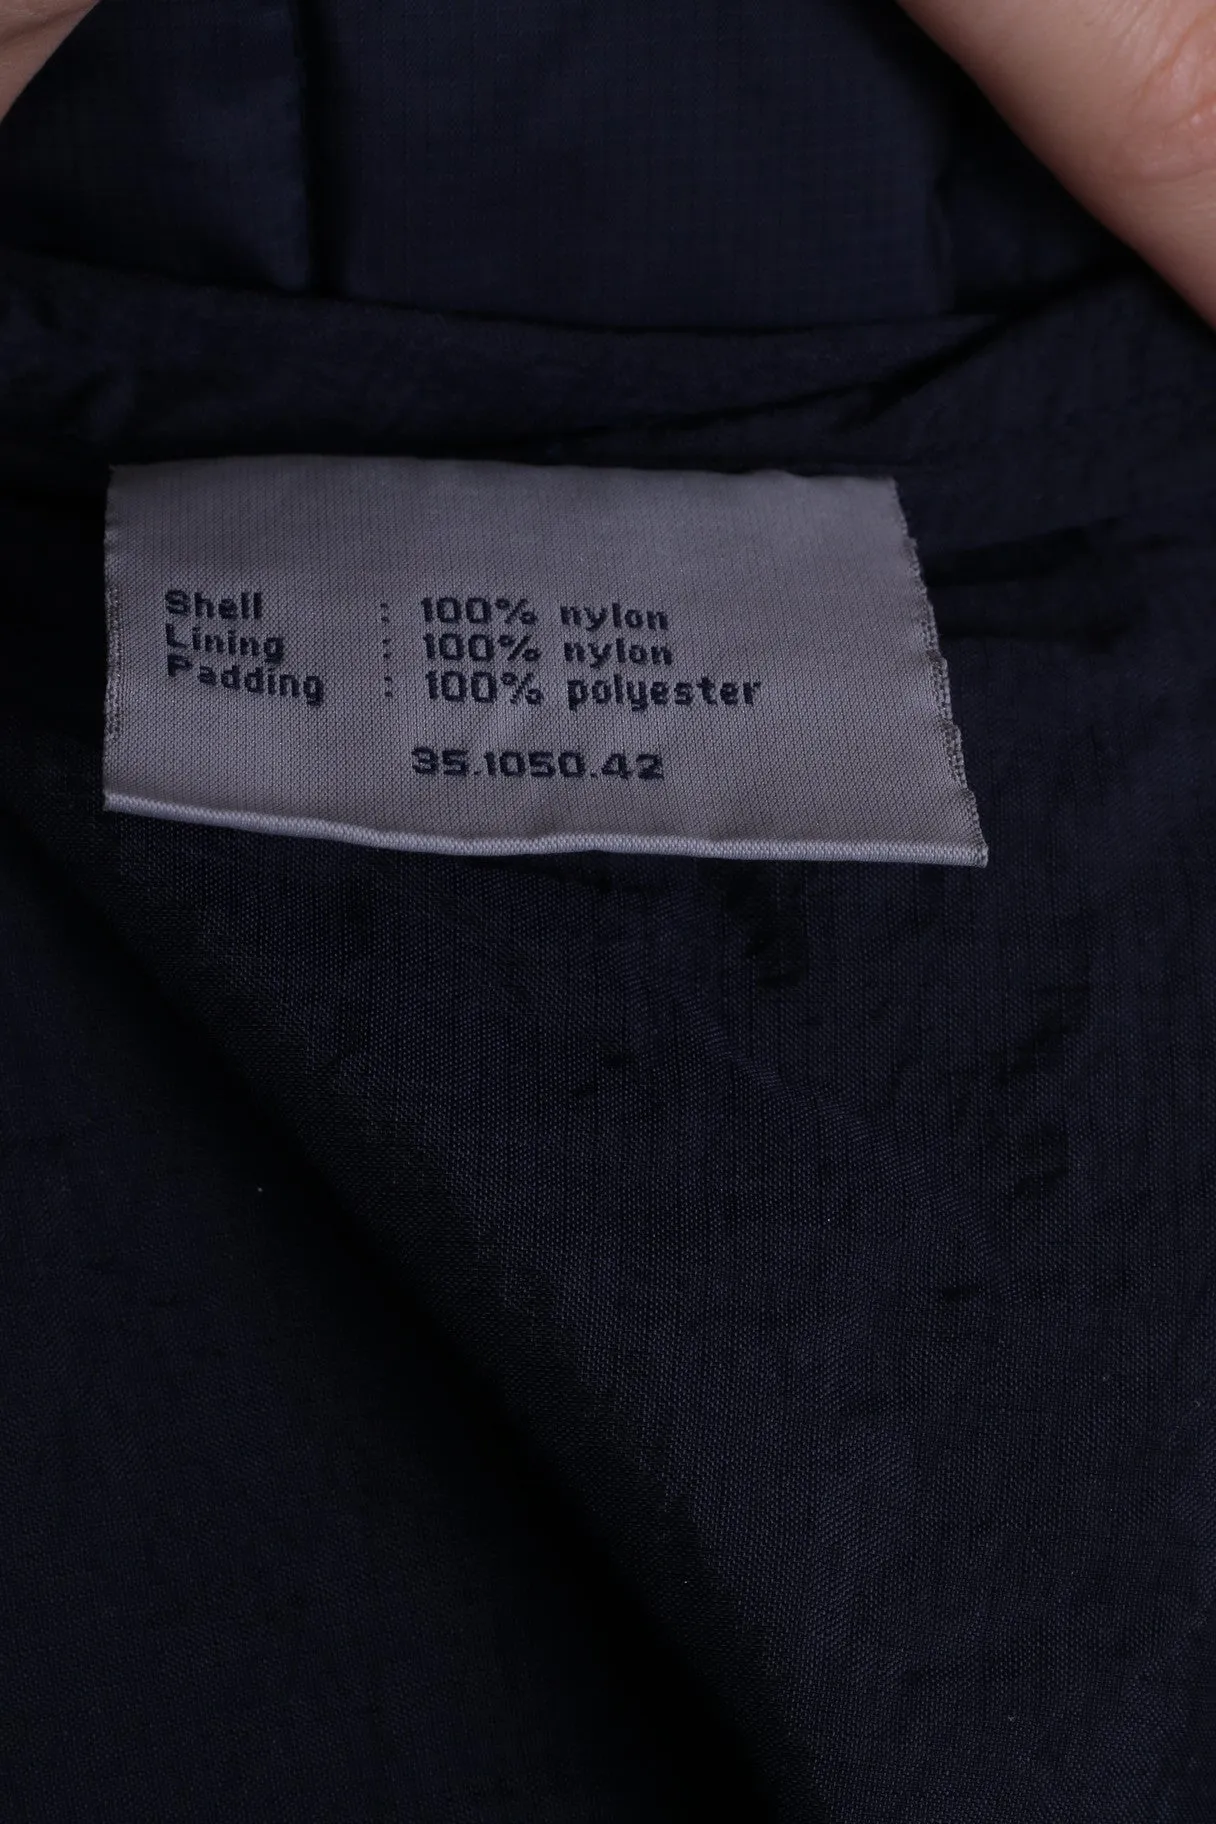 Shell : 100% nylon
Lining : 100% nylon
Padding : 100% polyester
35.1050.42